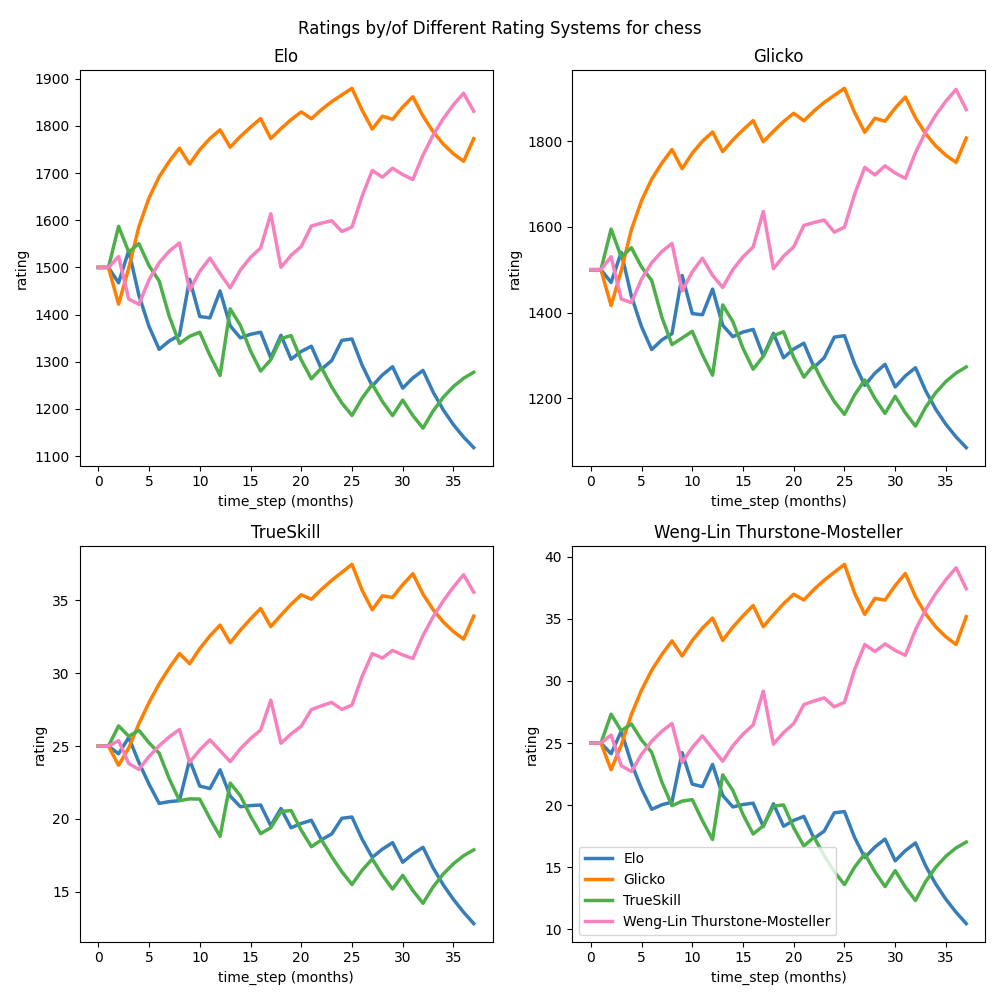 Ratings by/of Different Rating Systems for chess
Elo
1900
1800
1700
1600
1500
1400
1300
1200
1100
rating
0 5 10 15 20 25 30 35
time_step (months)
Glicko
1800
1600
1400
1200
rating
0 5 10 15 20 25 30 35
time_step (months)
TrueSkill
35
30
25
20
15
rating
0 5 10 15 20 25 30 35
time_step (months)
Weng-Lin Thurstone-Mosteller
40
35
30
25
20
15
10
rating
Elo
Glicko
TrueSkill
Weng-Lin Thurstone-Mosteller
0 5 10 15 20 25 30 35
time_step (months)